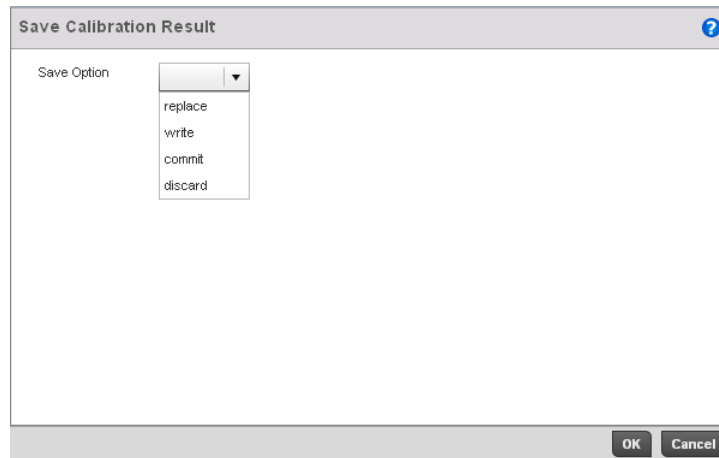 Save Calibration Result
?
Save Option
replace
write
commit
discard
OK Cancel